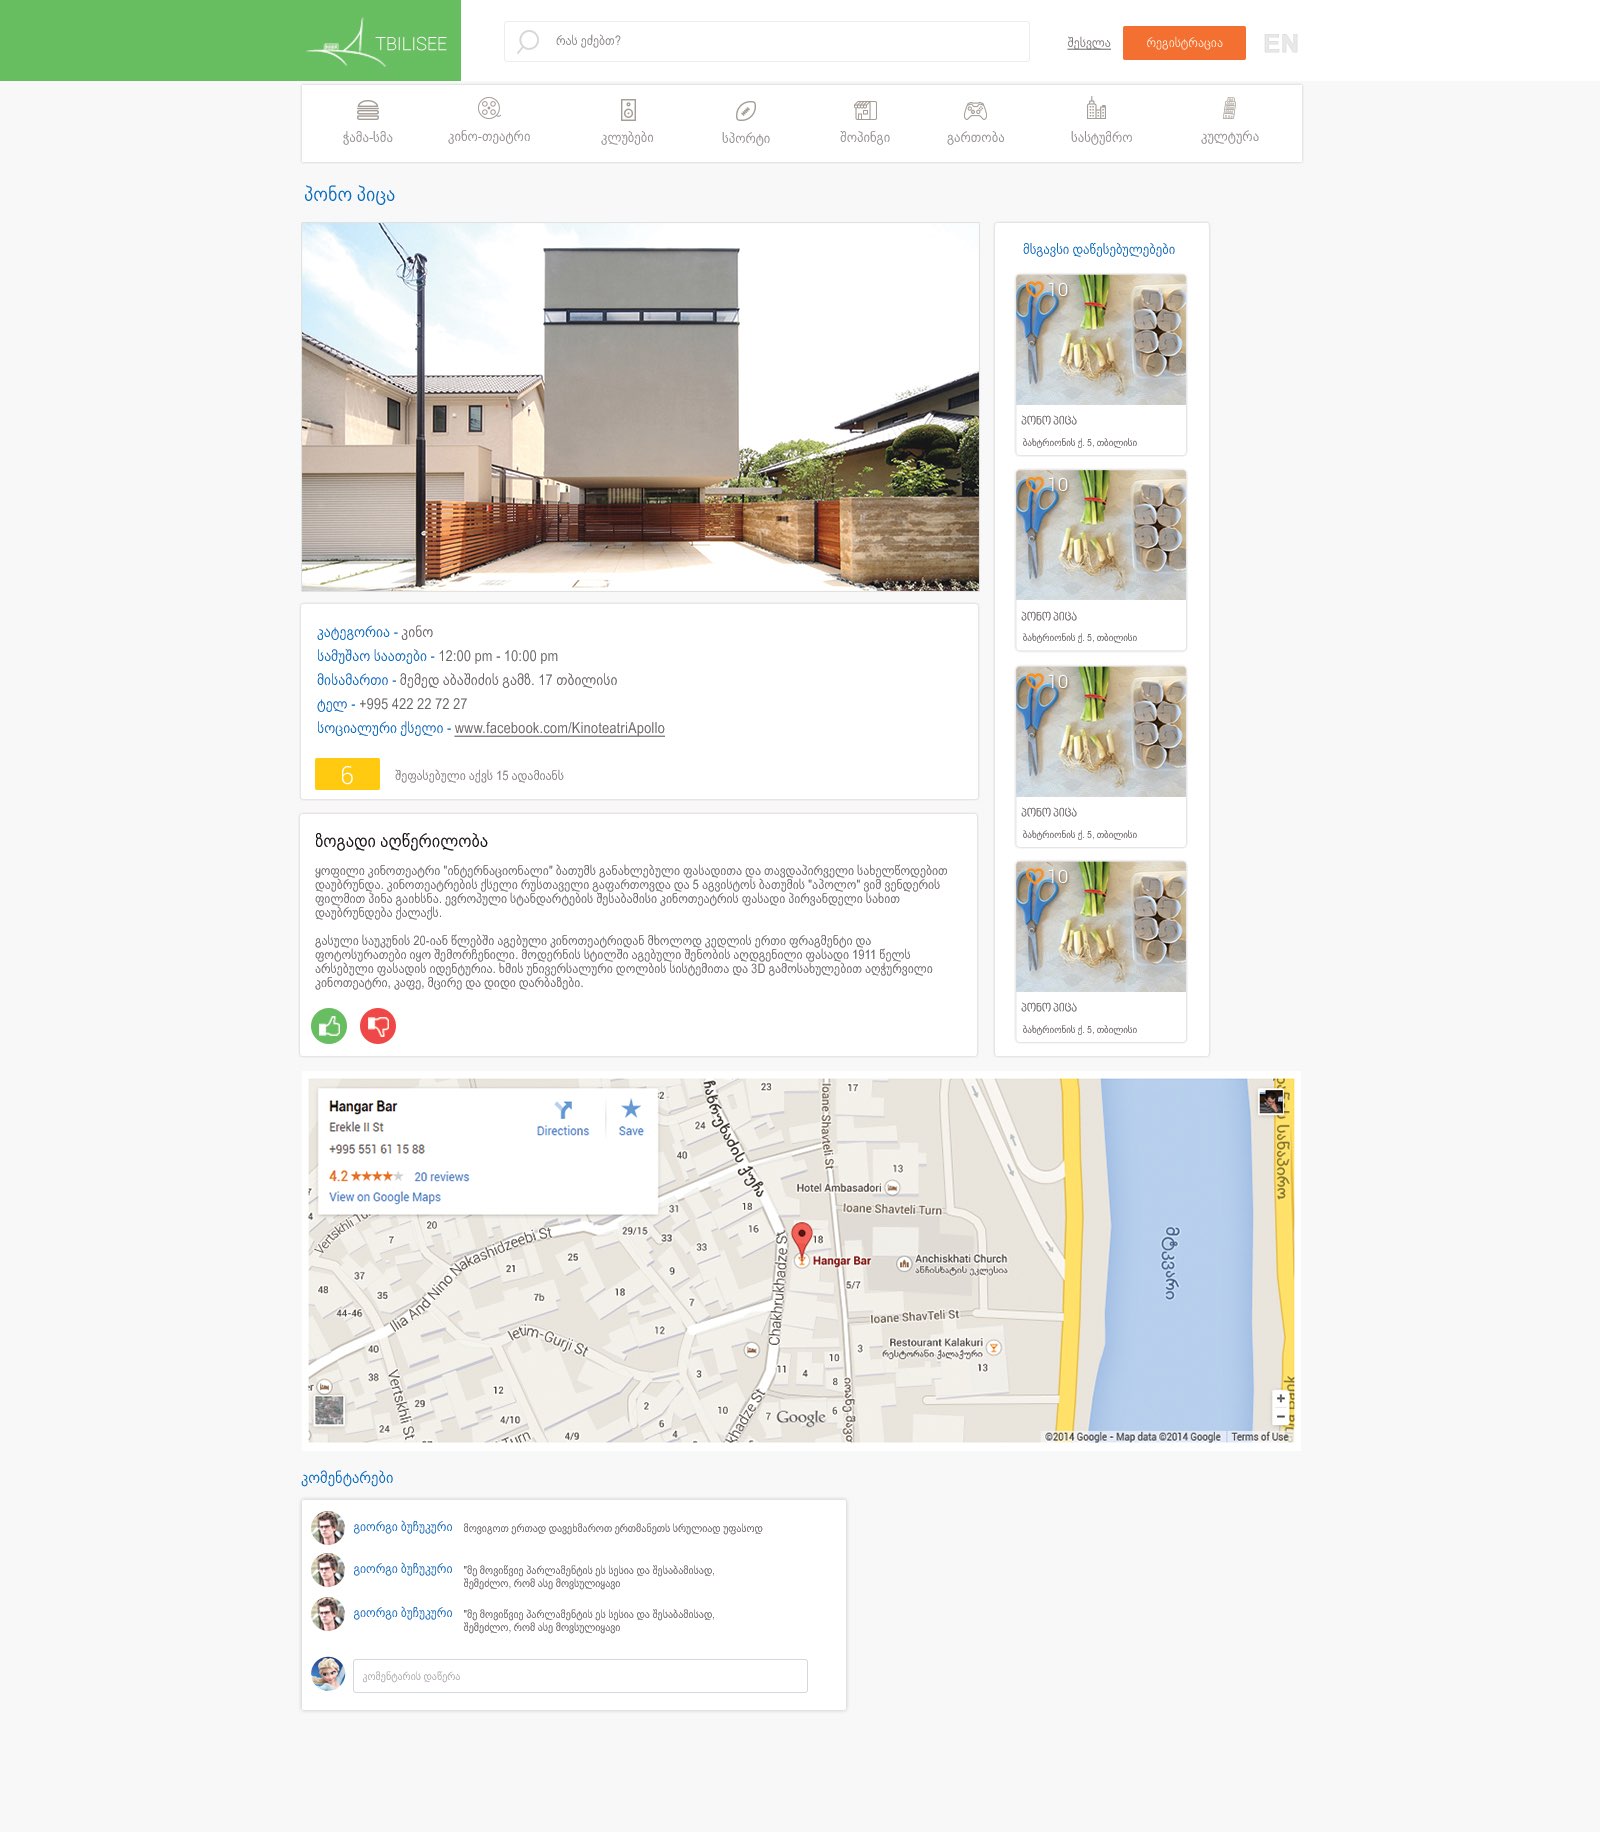 TBILISEE
რას ეძებთ?
შესვლა
რეგისტრაცია
EN
ჭამა-სმა
კინო-თეატრი
კლუბები
სპორტი
შოპინგი
გართობა
სასტუმრო
კულტურა
პონო პიცა
მსგავსი დაწესებულებები
10
პონო პიცა
ბახტრიონის ქ. 5, თბილისი
10
პონო პიცა
ბახტრიონის ქ. 5, თბილისი
10
პონო პიცა
ბახტრიონის ქ. 5, თბილისი
10
პონო პიცა
ბახტრიონის ქ. 5, თბილისი
კატეგორია - კინო
სამუშაო საათები - 12:00 pm - 10:00 pm
მისამართი - მემედ აბაშიძის გამზ. 17 თბილისი
ტელ - +995 422 22 72 27
სოციალური ქსელი - www.facebook.com/KinoteatriApollo
6
შეფასებული აქვს 15 ადამიანს
ზოგადი აღწერილობა
ყოფილი კინოთეატრი "ინტერნაციონალი" ბათუმს განახლებული ფასადითა და თავდაპირველი სახელწოდებით
დაუბრუნდა. კინოთეატრების ქსელი რუსთაველი გაფართოვდა და 5 აგვისტოს ბათუმის "აპოლო" ვიმ ვენდერის
ფილმით პინა გაიხსნა. ევროპული სტანდარტების შესაბამისი კინოთეატრის ფასადი პირვანდელი სახით
დაუბრუნდება ქალაქს.
გასული საუკუნის 20-იან წლებში აგებული კინოთეატრიდან მხოლოდ კედლის ერთი ფრაგმენტი და
ფოტოსურათები იყო შემორჩენილი. მოდერნის სტილში აგებული შენობის აღდგენილი ფასადი 1911 წელს
არსებული ფასადის იდენტურია. ხმის უნივერსალური დოლბის სისტემითა და 3D გამოსახულებით აღჭურვილი
კინოთეატრი, კაფე, მცირე და დიდი დარბაზები.
Hangar Bar
Erekle II St
+995 551 61 15 88
4.2 20 reviews
View on Google Maps
Directions
Save
ჩახრუხაძის ქუჩა
Ioane Shavteli St
23
17
24
40
13
Hotel Ambasadori
31
18
Ioane Shavteli Turn
20
Vertskhli Turn
Ilia And Nino Nakashidzeebi St
29/15
16
33
33
25
21
18
Hangar Bar
Anchiskhati Church
ანჩისხატის ეკლესია
მტკვარი
48
35
44-46
7b
18
9
7
5/7
Chakhrukhadze St
Ioane ShavTeli St
Ietim-Gurji St
12
12
Restourant Kalakuri
რესტორანი ქალაქური
13
40
38
Vertskhli St
12
3
11
10
3
4
8
21
2
4/10
4/9
10
7
Google
6
9
+
−
©2014 Google - Map data ©2014 Google
Terms of Use
კომენტარები
გიორგი ბუჩუკური
მოვიგოთ ერთად დავეხმაროთ ერთმანეთს სრულიად უფასოდ
გიორგი ბუჩუკური
"მე მოვიწვიე პარლამენტის ეს სესია და შესაბამისად,
შემეძლო, რომ ასე მოვსულიყავი
გიორგი ბუჩუკური
"მე მოვიწვიე პარლამენტის ეს სესია და შესაბამისად,
შემეძლო, რომ ასე მოვსულიყავი
კომენტარის დაწერა